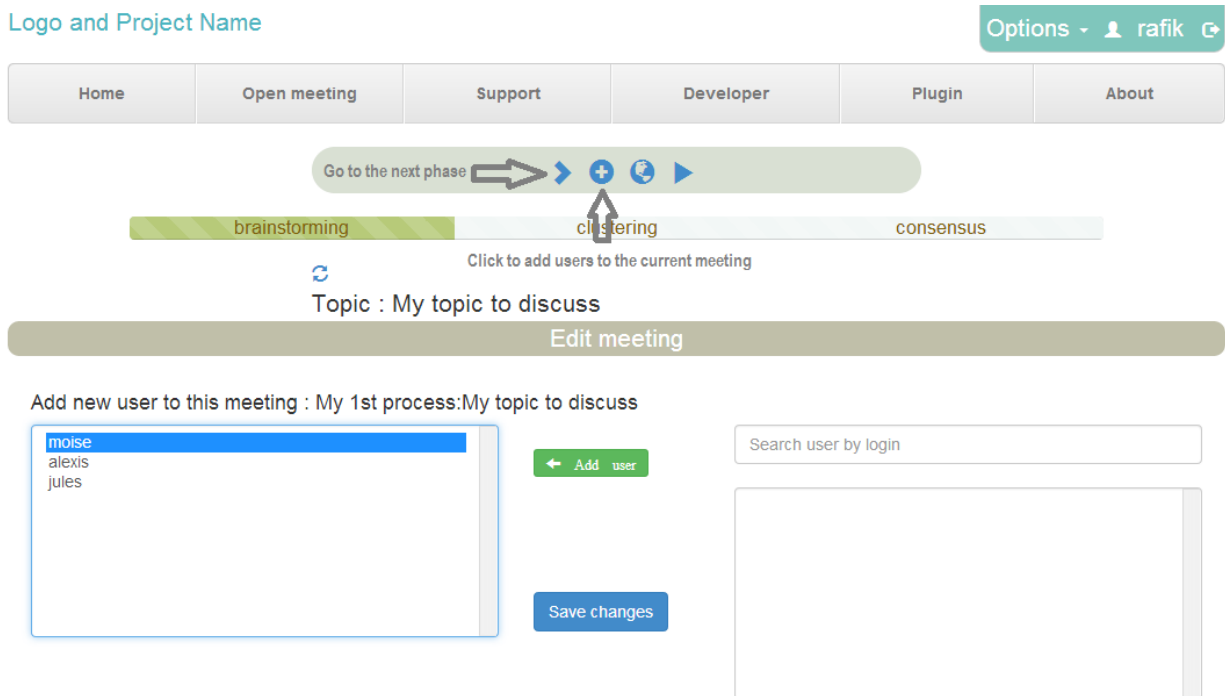 Logo and Project Name
Options rafik
Home Open meeting Support Developer Plugin About
Go to the next phase
brainstorming clustering consensus
Click to add users to the current meeting
Topic : My topic to discuss
Edit meeting
Add new user to this meeting : My 1st process:My topic to discuss
moise
alexis
jules
Add user
Search user by login
Save changes